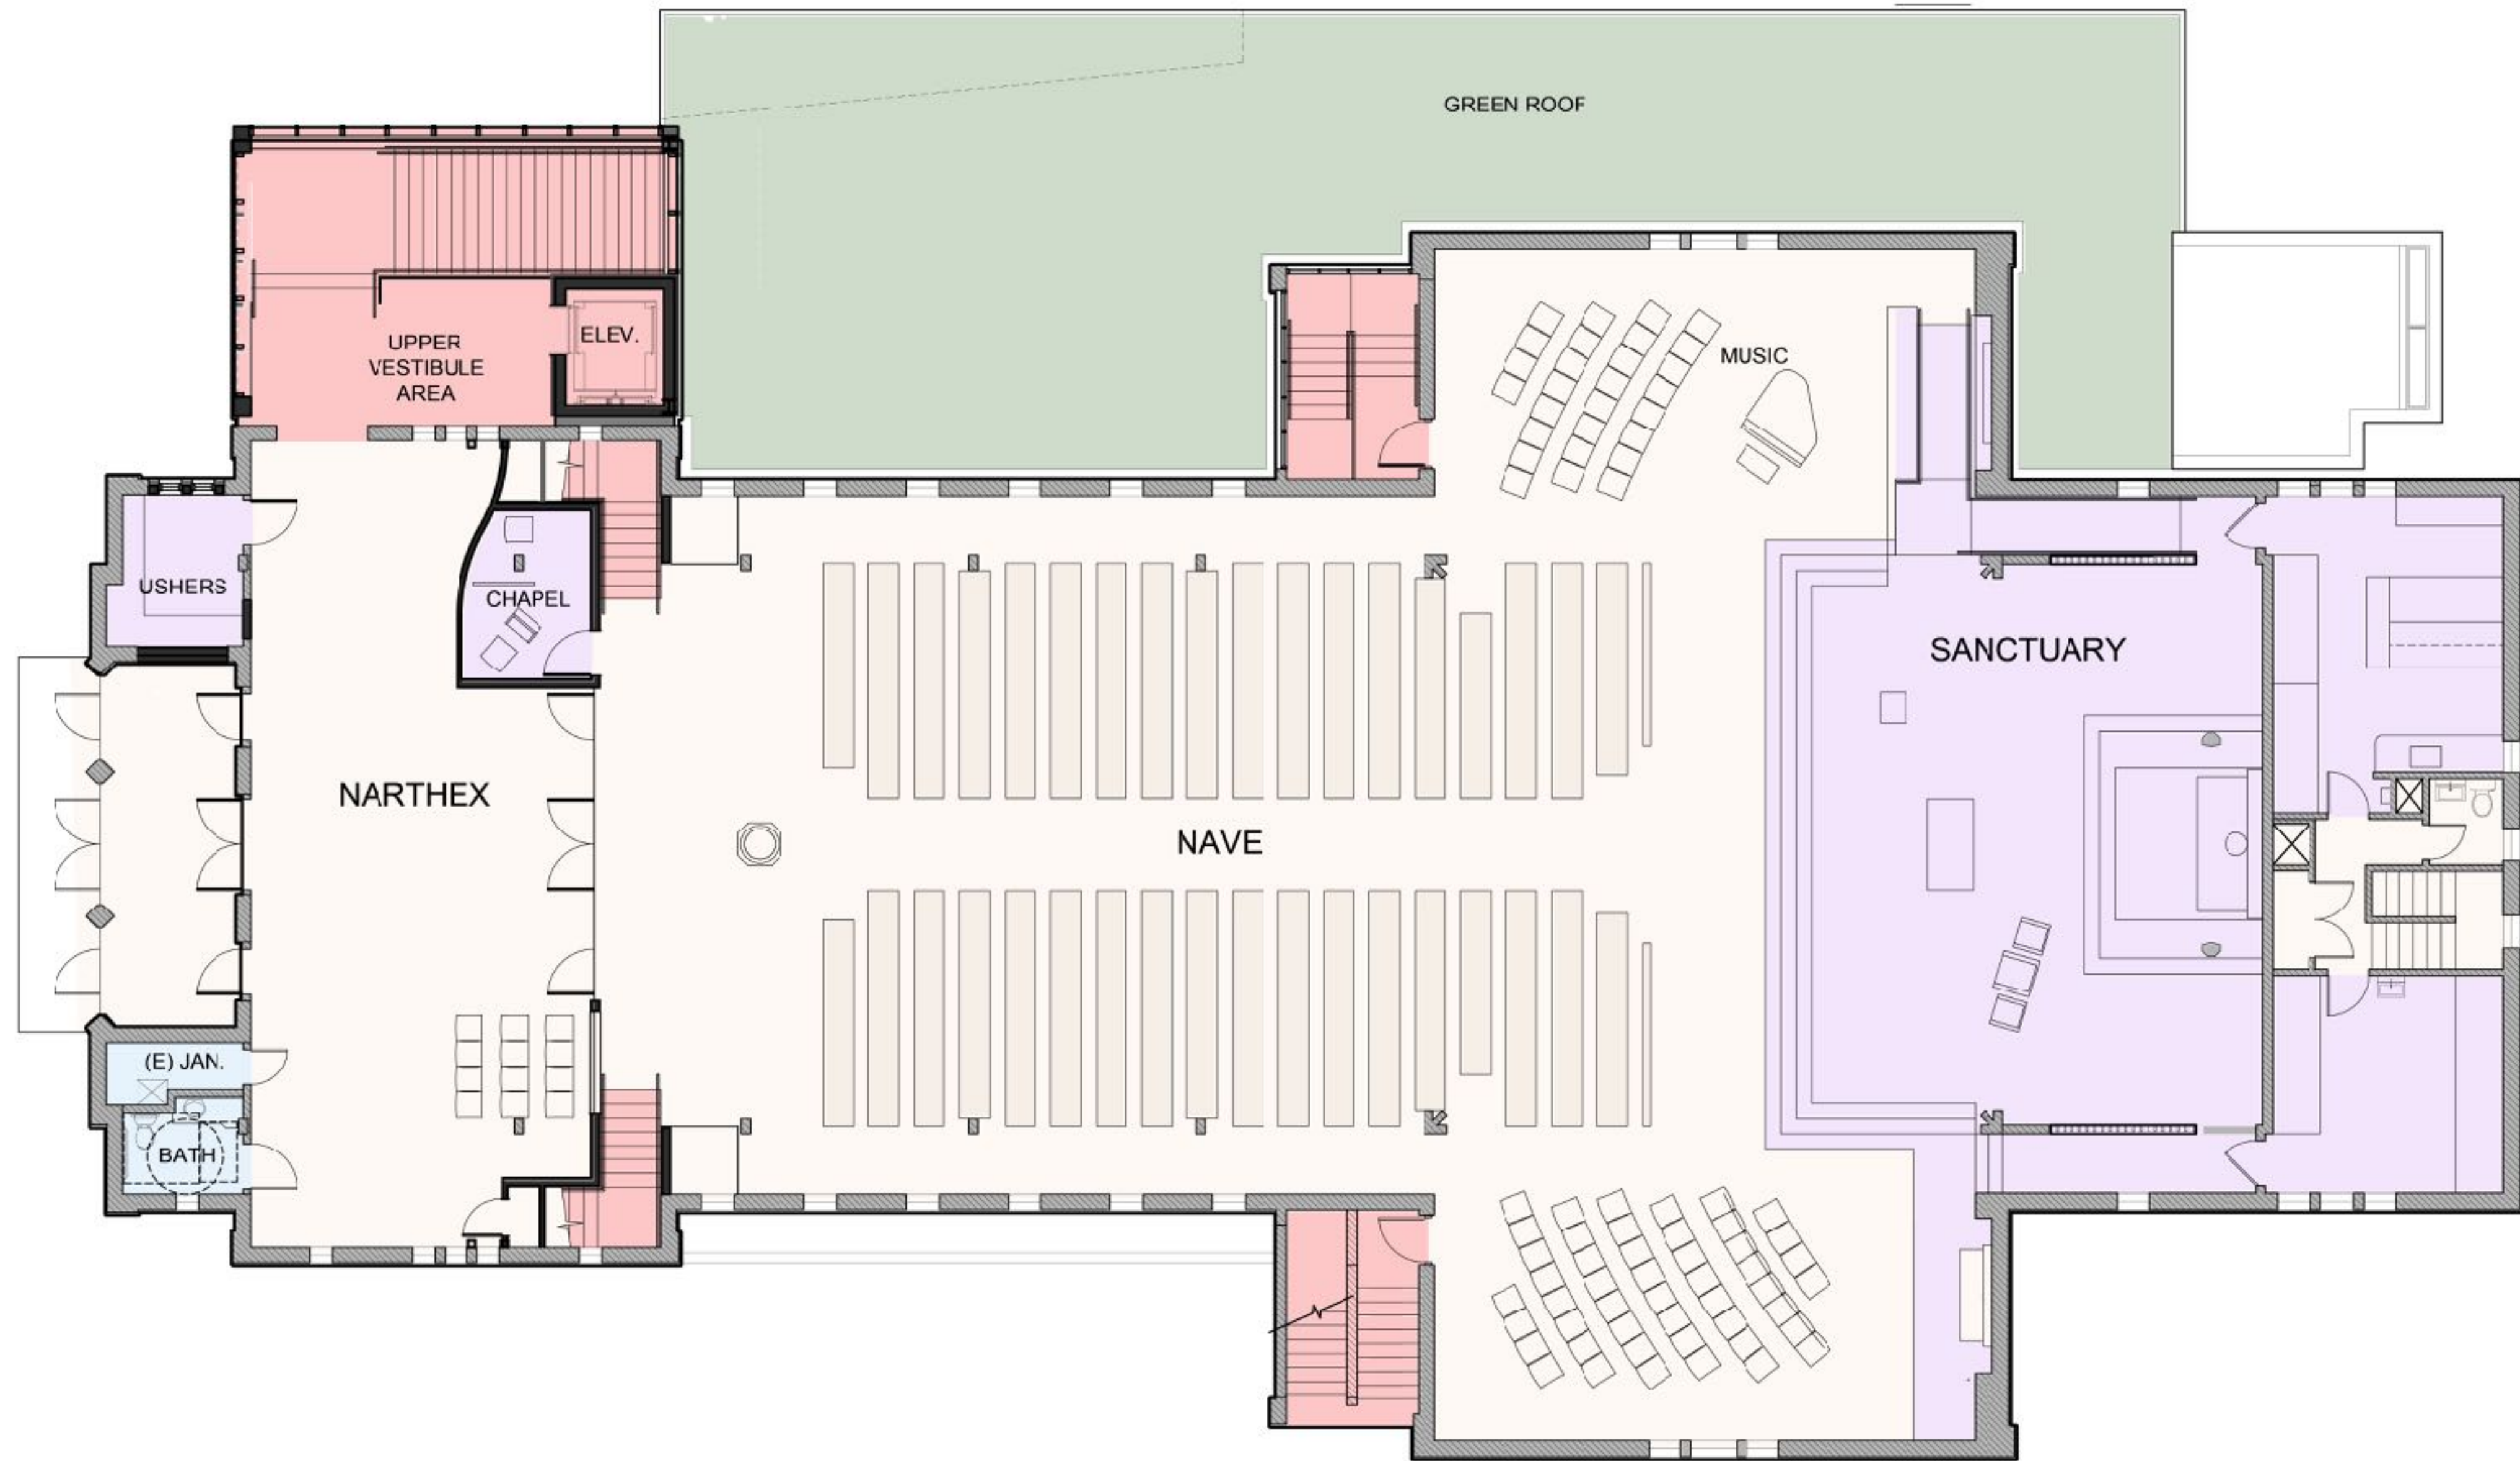 GREEN ROOF
ELEV.
UPPER
VESTIBULE
AREA
MUSIC
USHERS
CHAPEL
SANCTUARY
NARTHEX
NAVE
(E) JAN.
BATH